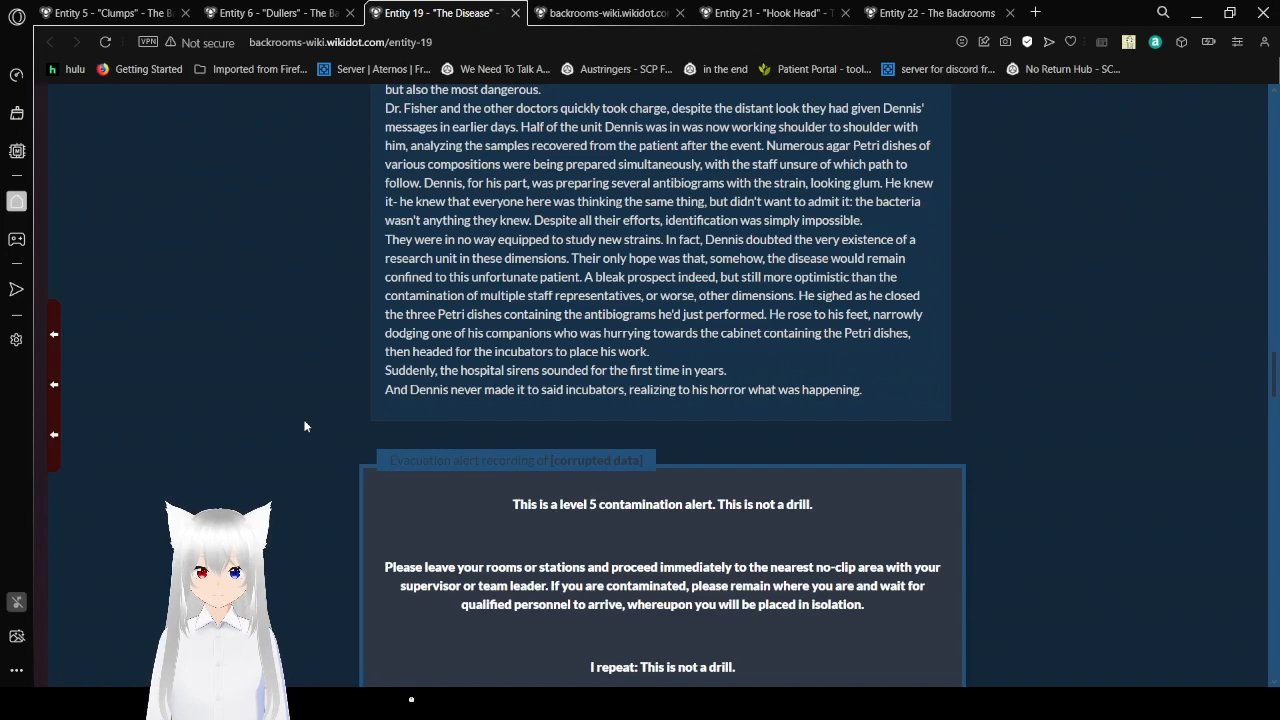 Entity 5 - "Clumps" - The B
Entity 6 - "Dullers" - The Ba
Entity 19 - "The Disease" -
backrooms-wiki.wikidot.co
Entity 21 - "Hook Head" - T
Entity 22 - The Backrooms
VPN
Not secure
backrooms-wiki.wikidot.com/entity-19
hulu
Getting Started
Imported from Firef...
Server | Aternos | Fr...
We Need To Talk A...
Austringers - SCP F...
in the end
Patient Portal - tool...
server for discord fr...
No Return Hub - SC...
but also the most dangerous.
Dr. Fisher and the other doctors quickly took charge, despite the distant look they had given Dennis'
messages in earlier days. Half of the unit Dennis was in was now working shoulder to shoulder with
him, analyzing the samples recovered from the patient after the event. Numerous agar Petri dishes of
various compositions were being prepared simultaneously, with the staff unsure of which path to
follow. Dennis, for his part, was preparing several antibiograms with the strain, looking glum. He knew
it- he knew that everyone here was thinking the same thing, but didn't want to admit it: the bacteria
wasn't anything they knew. Despite all their efforts, identification was simply impossible.
They were in no way equipped to study new strains. In fact, Dennis doubted the very existence of a
research unit in these dimensions. Their only hope was that, somehow, the disease would remain
confined to this unfortunate patient. A bleak prospect indeed, but still more optimistic than the
contamination of multiple staff representatives, or worse, other dimensions. He sighed as he closed
the three Petri dishes containing the antibiograms he'd just performed. He rose to his feet, narrowly
dodging one of his companions who was hurrying towards the cabinet containing the Petri dishes,
then headed for the incubators to place his work.
Suddenly, the hospital sirens sounded for the first time in years.
And Dennis never made it to said incubators, realizing to his horror what was happening.
Evacuation alert recording of [corrupted data]
This is a level 5 contamination alert. This is not a drill.
Please leave your rooms or stations and proceed immediately to the nearest no-clip area with your
supervisor or team leader. If you are contaminated, please remain where you are and wait for
qualified personnel to arrive, whereupon you will be placed in isolation.
I repeat: This is not a drill.